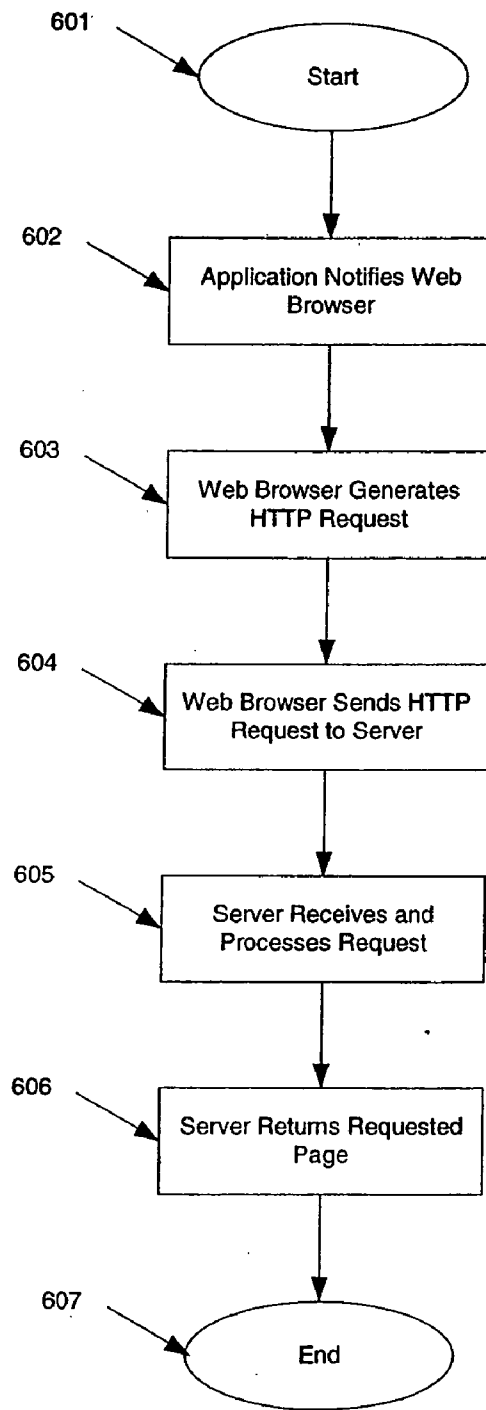 601
Start
602
Application Notifies Web
Browser
603
Web Browser Generates
HTTP Request
604
Web Browser Sends HTTP
Request to Server
605
Server Receives and
Processes Request
606
Server Returns Requested
Page
607
End